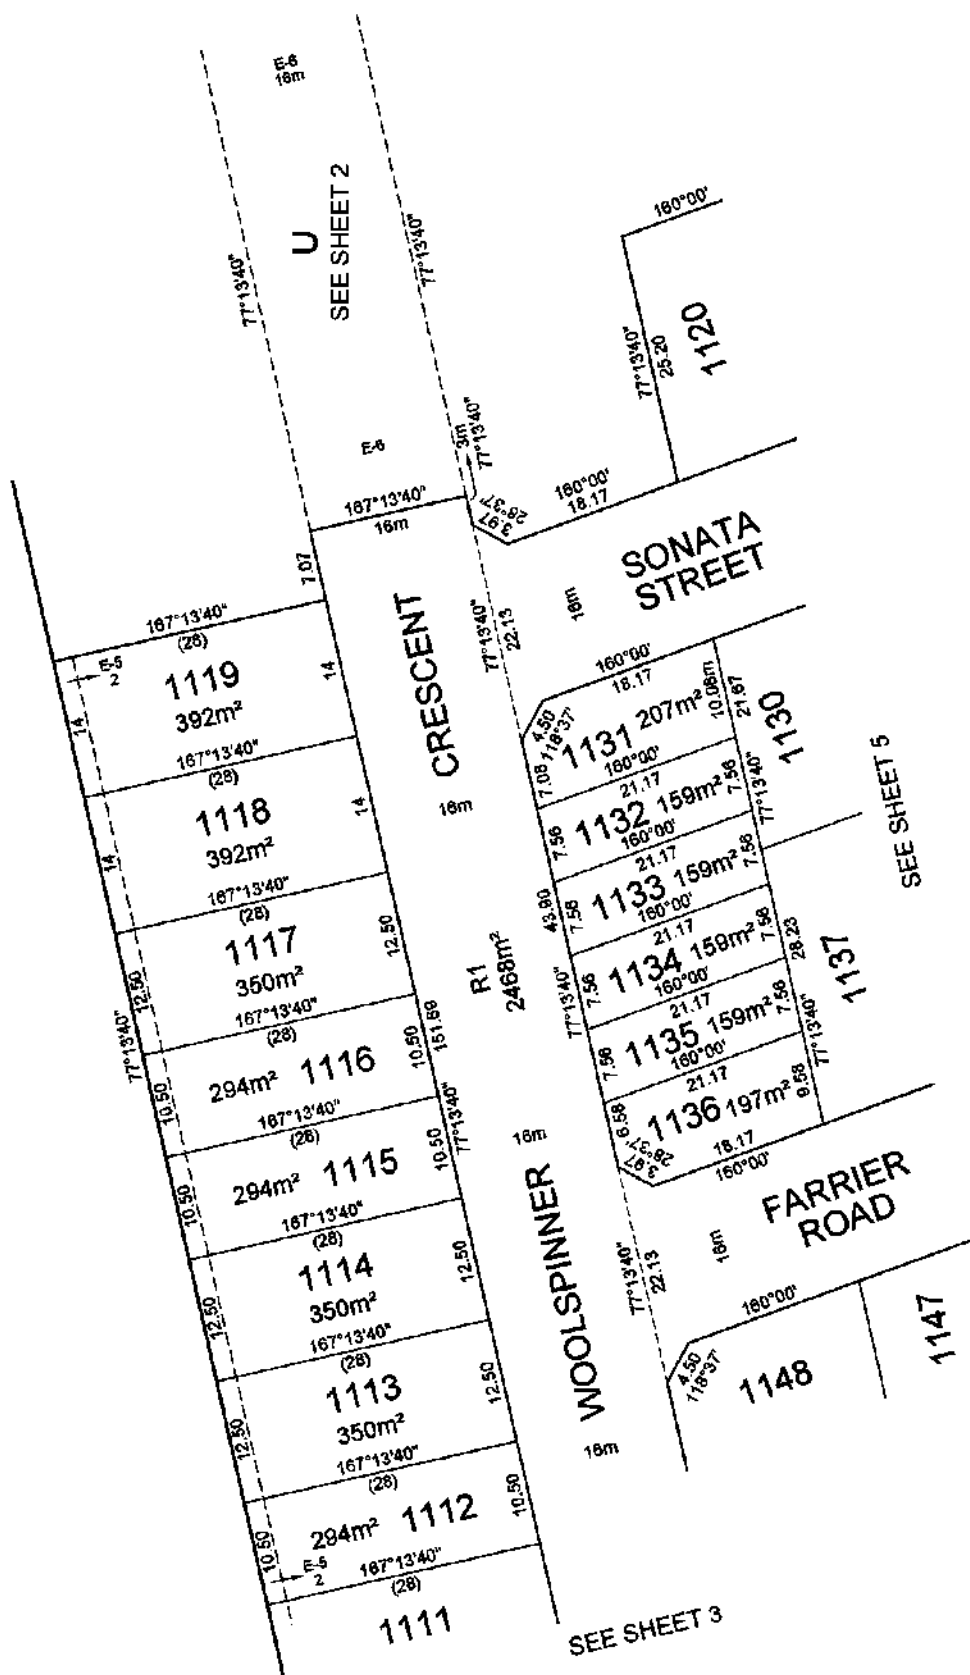 E-6
16m
U
SEE SHEET 2
77°13'40"
77°13'40"
160°00'
77°13'40"
25.20
1120
E-6
3m
77°13'40"
167°13'40"
16m
28°37'
3.97
160°00'
18.17
SONATA
STREET
16m
7.07
167°13'40"
(28)
E-5
2
1119
392m²
14
14
CRESCENT
77°13'40"
22.13
160°00'
18.17
4.50
118°37'
1131 207m²
10.06m
21.67
1130
7.08
160°00'
21.17
167°13'40"
(28)
1118
392m²
14
14
16m
7.56
1132 159m²
7.56
77°13'40"
160°00'
21.17
SEE SHEET 5
167°13'40"
(28)
1117
350m²
12.50
12.50
43.90
7.56
1133 159m²
7.56
160°00'
21.17
R1
2468m²
77°13'40"
7.56
1134 159m²
7.56
28.23
1137
160°00'
21.17
77°13'40"
167°13'40"
(28)
294m² 1116
10.50
10.50
151.69
77°13'40"
7.56
1135 159m²
7.56
77°13'40"
160°00'
21.17
6.58
1136 197m²
9.58
28°37'
3.97
18.17
160°00'
167°13'40"
(28)
294m² 1115
10.50
10.50
16m
FARRIER
ROAD
16m
167°13'40"
(28)
1114
350m²
12.50
12.50
WOOLSPINNER
77°13'40"
22.13
160°00'
4.50
118°37'
1148
1147
167°13'40"
(28)
1113
350m²
12.50
12.50
16m
167°13'40"
(28)
294m² 1112
10.50
10.50
E-5
2
167°13'40"
(28)
1111
SEE SHEET 3